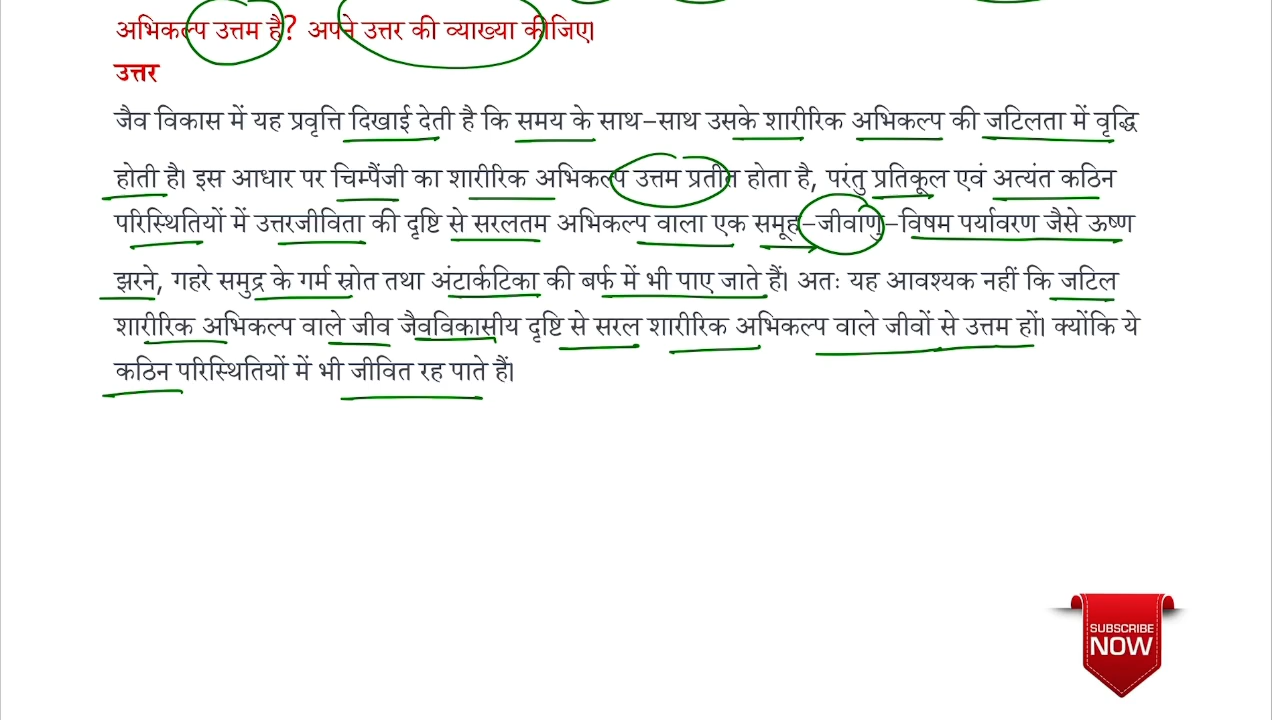 अभिकल्प उत्तम है? अपने उत्तर की व्याख्या कीजिए।
उत्तर
जैव विकास में यह प्रवृत्ति दिखाई देती है कि समय के साथ–साथ उसके शारीरिक अभिकल्प की जटिलता में वृद्धि
होती है। इस आधार पर चिम्पैंजी का शारीरिक अभिकल्प उत्तम प्रतीत होता है, परंतु प्रतिकूल एवं अत्यंत कठिन
परिस्थितियों में उत्तरजीविता की दृष्टि से सरलतम अभिकल्प वाला एक समूह–जीवाणु–विषम पर्यावरण जैसे ऊष्ण
झरने, गहरे समुद्र के गर्म स्रोत तथा अंटार्कटिका की बर्फ में भी पाए जाते हैं। अतः यह आवश्यक नहीं कि जटिल
शारीरिक अभिकल्प वाले जीव जैवविकासीय दृष्टि से सरल शारीरिक अभिकल्प वाले जीवों से उत्तम हों। क्योंकि ये
कठिन परिस्थितियों में भी जीवित रह पाते हैं।
SUBSCRIBE
NOW